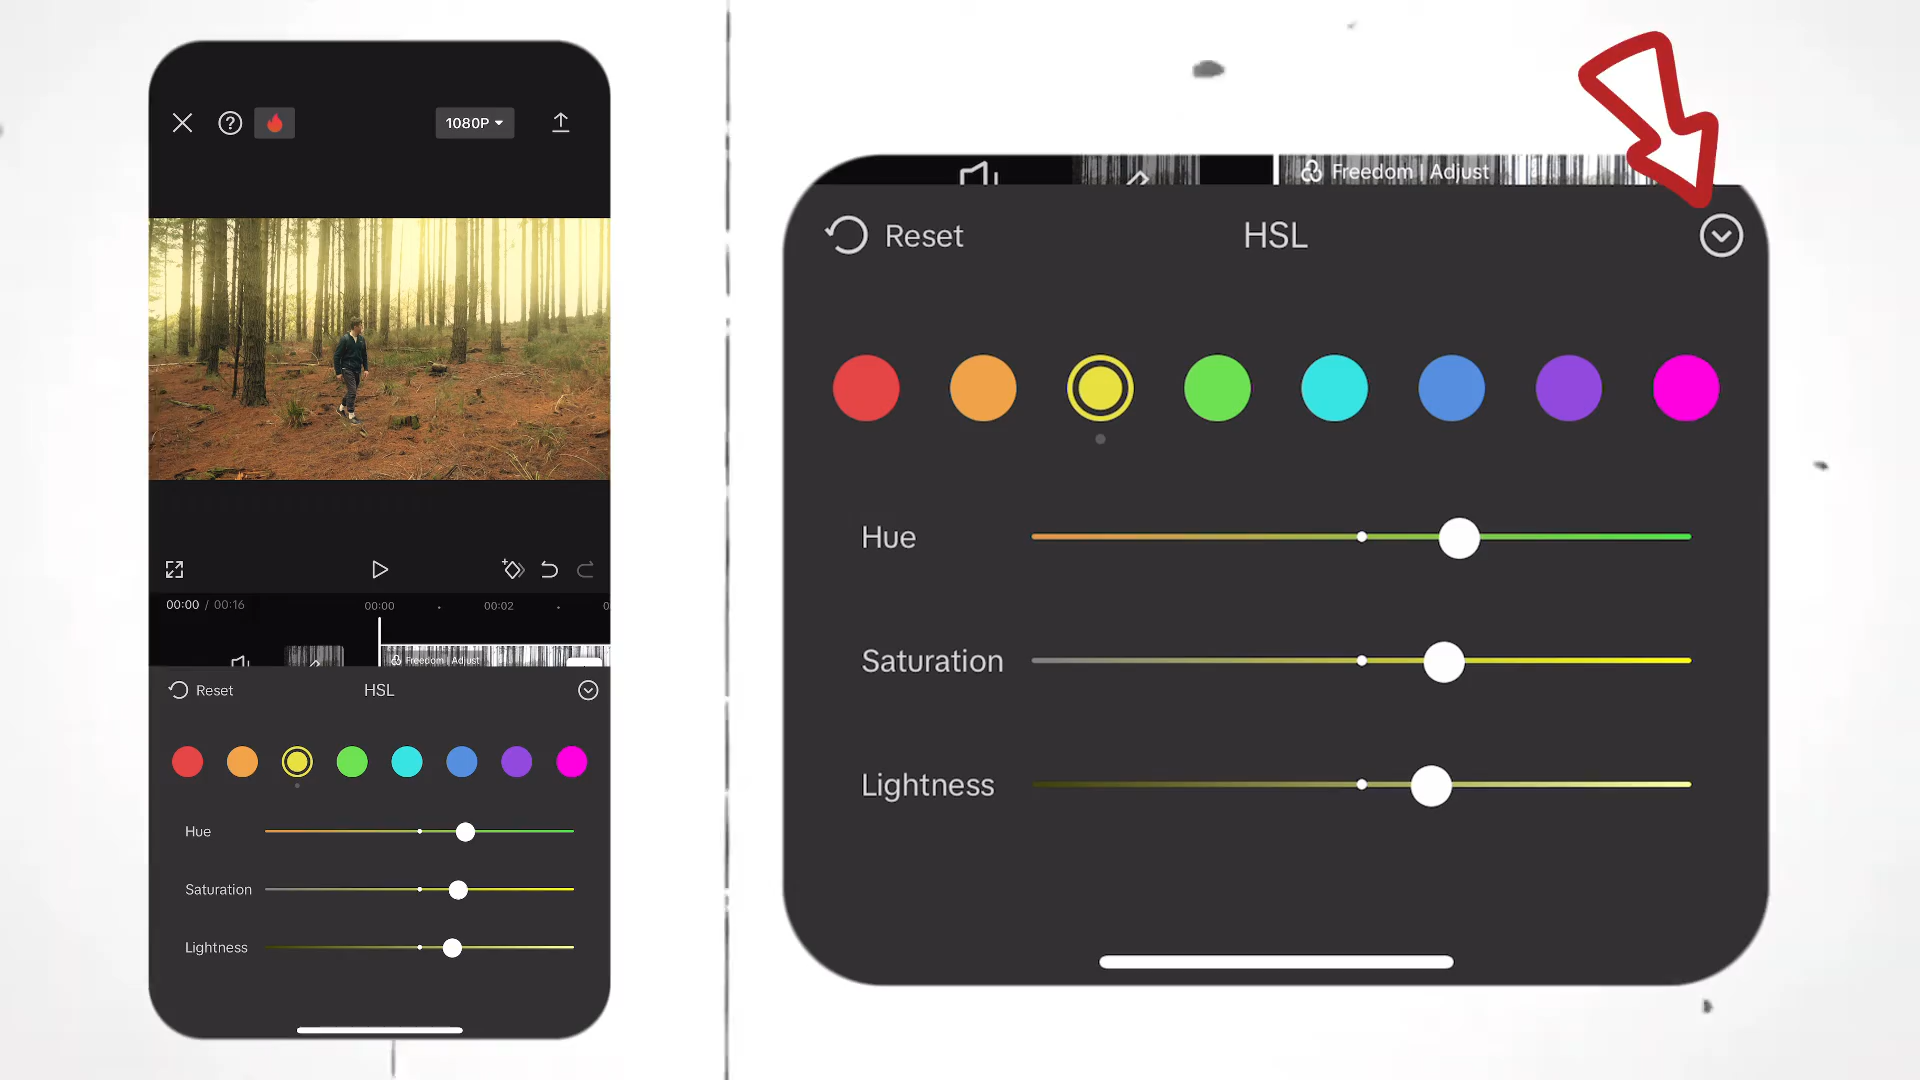 1080P
00:00 / 00:16
00:00
00:02
Freedom | Adjust
Reset
HSL
Hue
Saturation
Lightness
Freedom | Adjust
Reset
HSL
Hue
Saturation
Lightness